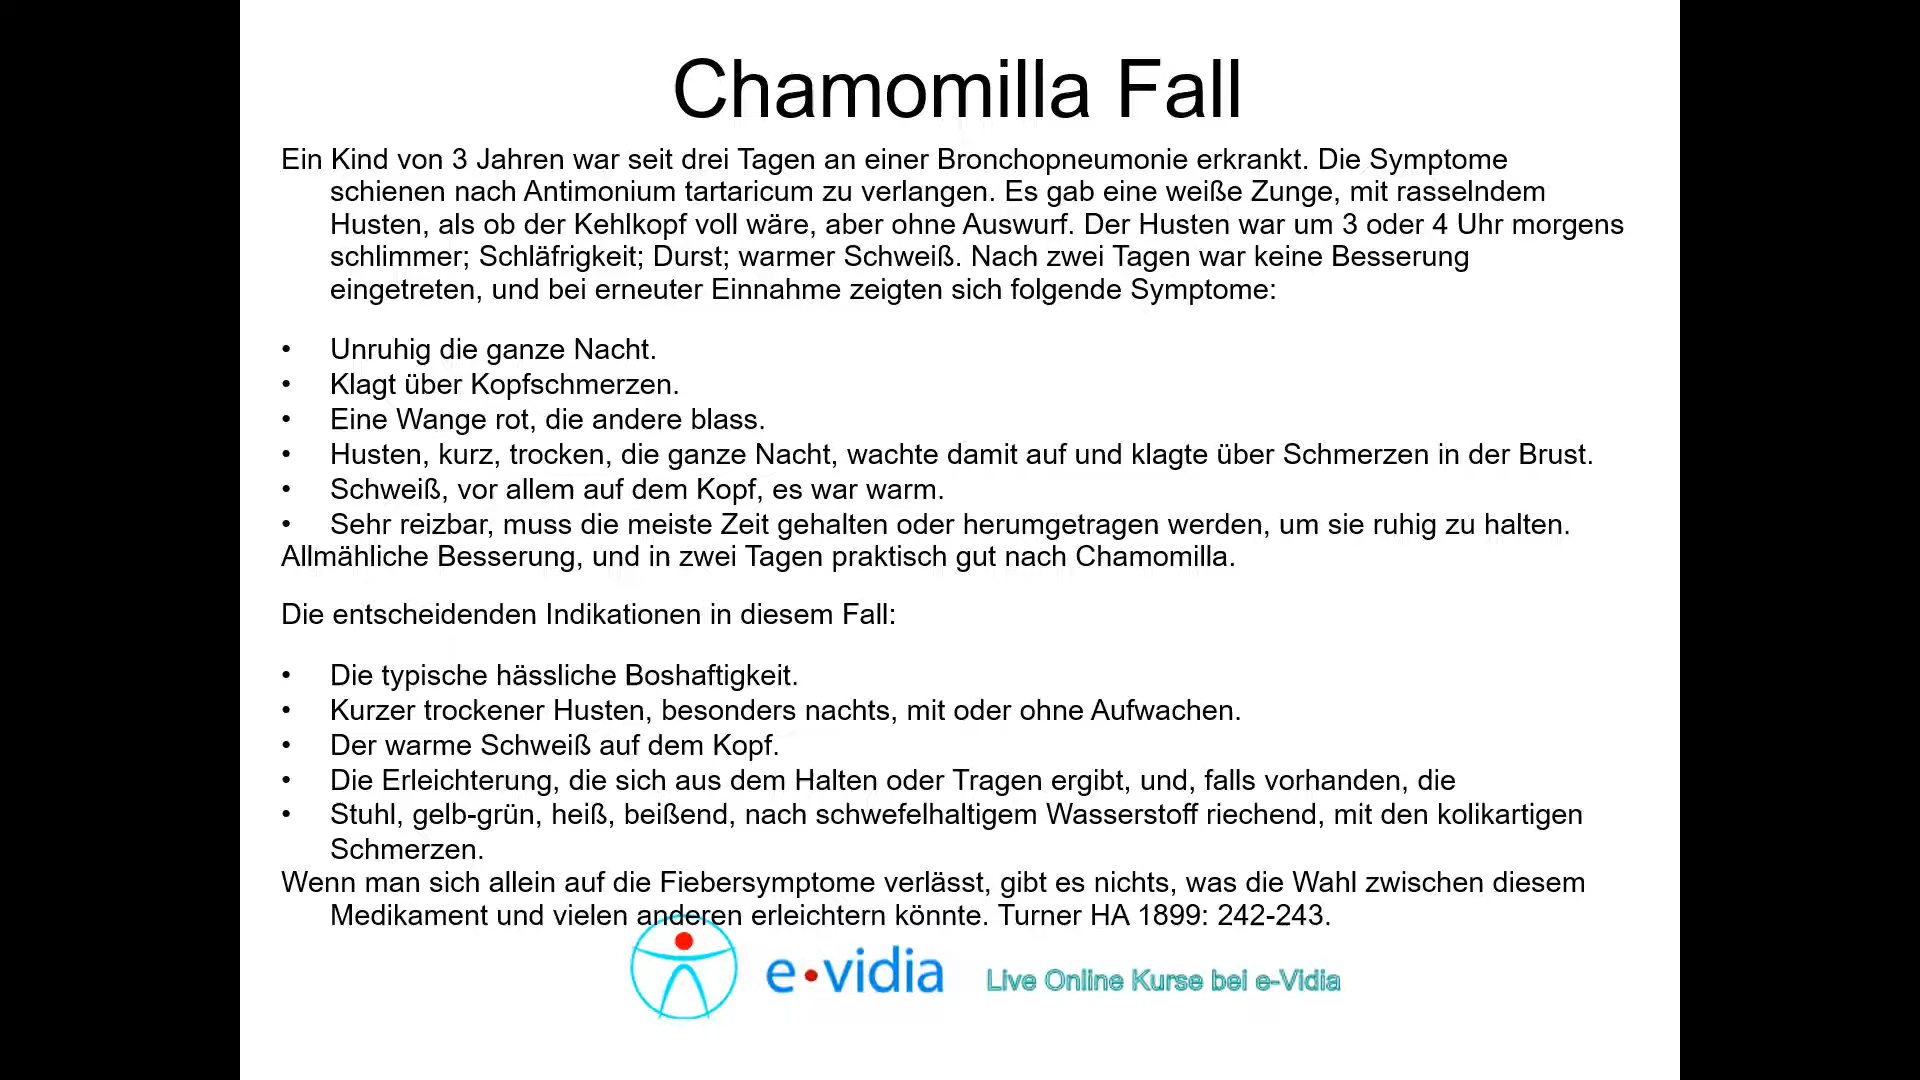 Chamomilla Fall
Ein Kind von 3 Jahren war seit drei Tagen an einer Bronchopneumonie erkrankt. Die Symptome
schienen nach Antimonium tartaricum zu verlangen. Es gab eine weiße Zunge, mit rasselndem
Husten, als ob der Kehlkopf voll wäre, aber ohne Auswurf. Der Husten war um 3 oder 4 Uhr morgens
schlimmer; Schläfrigkeit; Durst; warmer Schweiß. Nach zwei Tagen war keine Besserung
eingetreten, und bei erneuter Einnahme zeigten sich folgende Symptome:
• Unruhig die ganze Nacht.
• Klagt über Kopfschmerzen.
• Eine Wange rot, die andere blass.
• Husten, kurz, trocken, die ganze Nacht, wachte damit auf und klagte über Schmerzen in der Brust.
• Schweiß, vor allem auf dem Kopf, es war warm.
• Sehr reizbar, muss die meiste Zeit gehalten oder herumgetragen werden, um sie ruhig zu halten.
Allmähliche Besserung, und in zwei Tagen praktisch gut nach Chamomilla.
Die entscheidenden Indikationen in diesem Fall:
• Die typische hässliche Boshaftigkeit.
• Kurzer trockener Husten, besonders nachts, mit oder ohne Aufwachen.
• Der warme Schweiß auf dem Kopf.
• Die Erleichterung, die sich aus dem Halten oder Tragen ergibt, und, falls vorhanden, die
• Stuhl, gelb-grün, heiß, beißend, nach schwefelhaltigem Wasserstoff riechend, mit den kolikartigen
Schmerzen.
Wenn man sich allein auf die Fiebersymptome verlässt, gibt es nichts, was die Wahl zwischen diesem
Medikament und vielen anderen erleichtern könnte. Turner HA 1899: 242-243.
e•vidia
Live Online Kurse bei e-Vidia